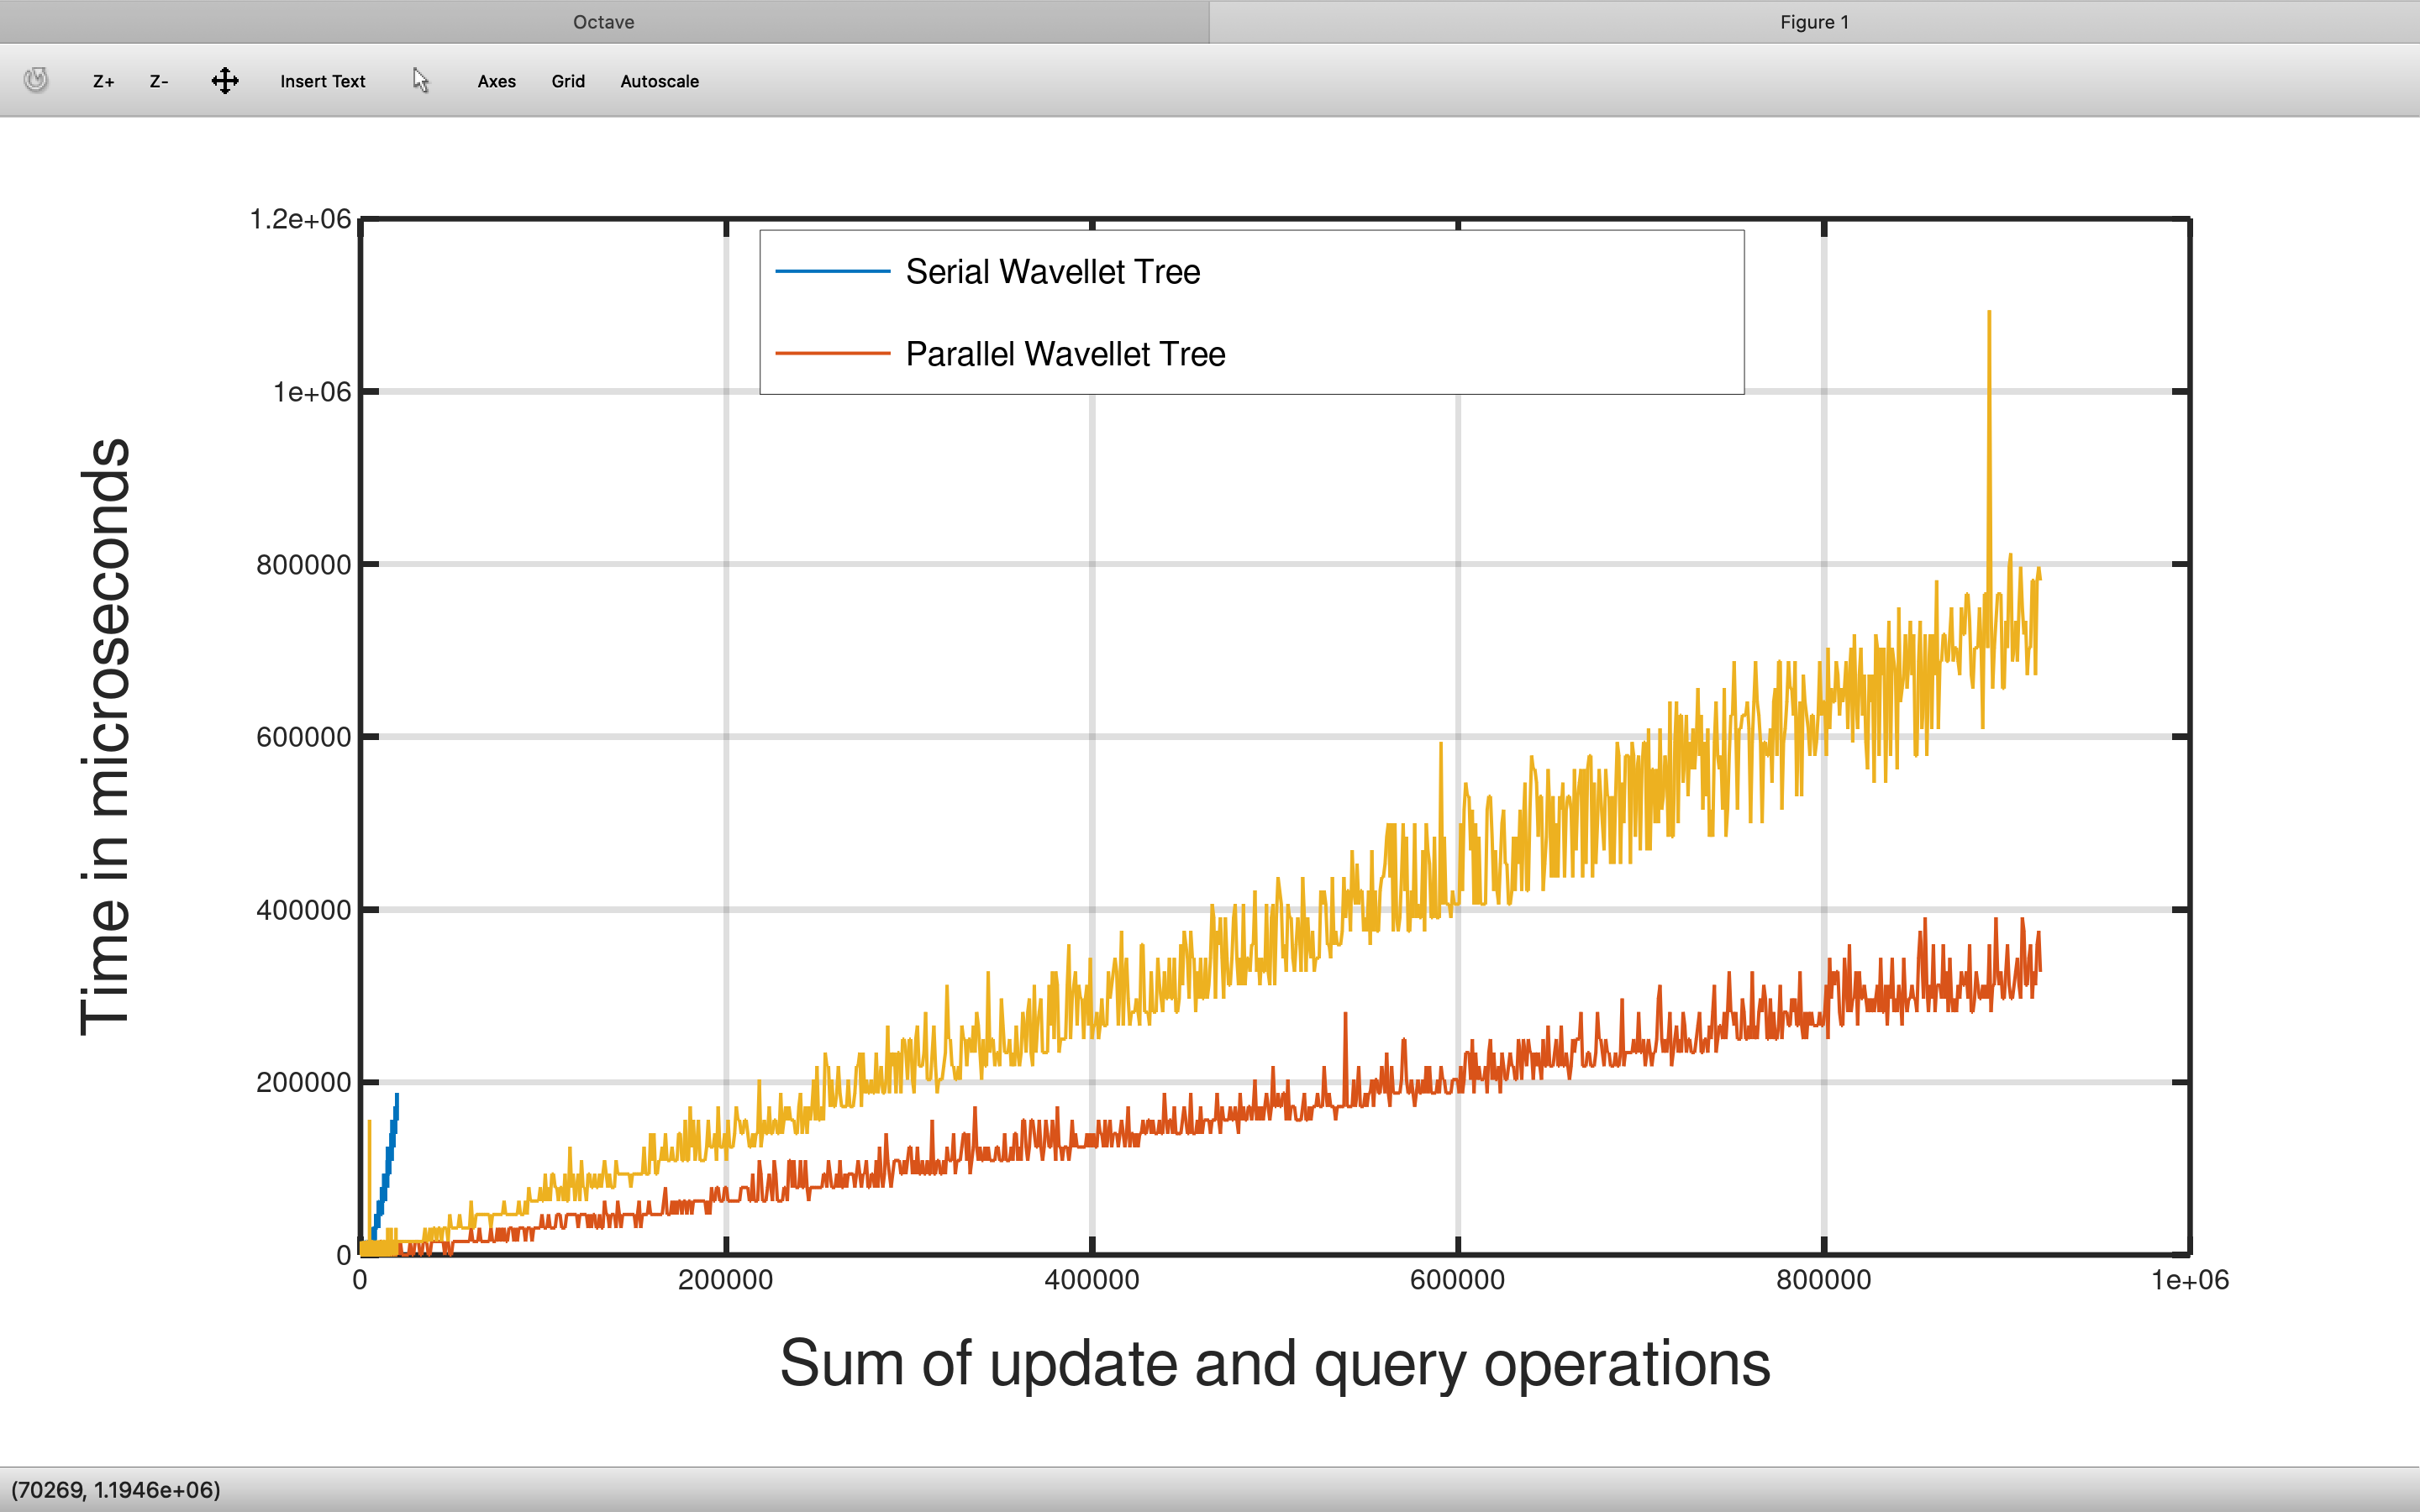 Octave
Figure 1
Z+ Z- Insert Text Axes Grid Autoscale
1.2e+06
1e+06
800000
600000
400000
200000
0
Time in microseconds
Serial Wavellet Tree
Parallel Wavellet Tree
0 200000 400000 600000 800000 1e+06
Sum of update and query operations
(70269, 1.1946e+06)